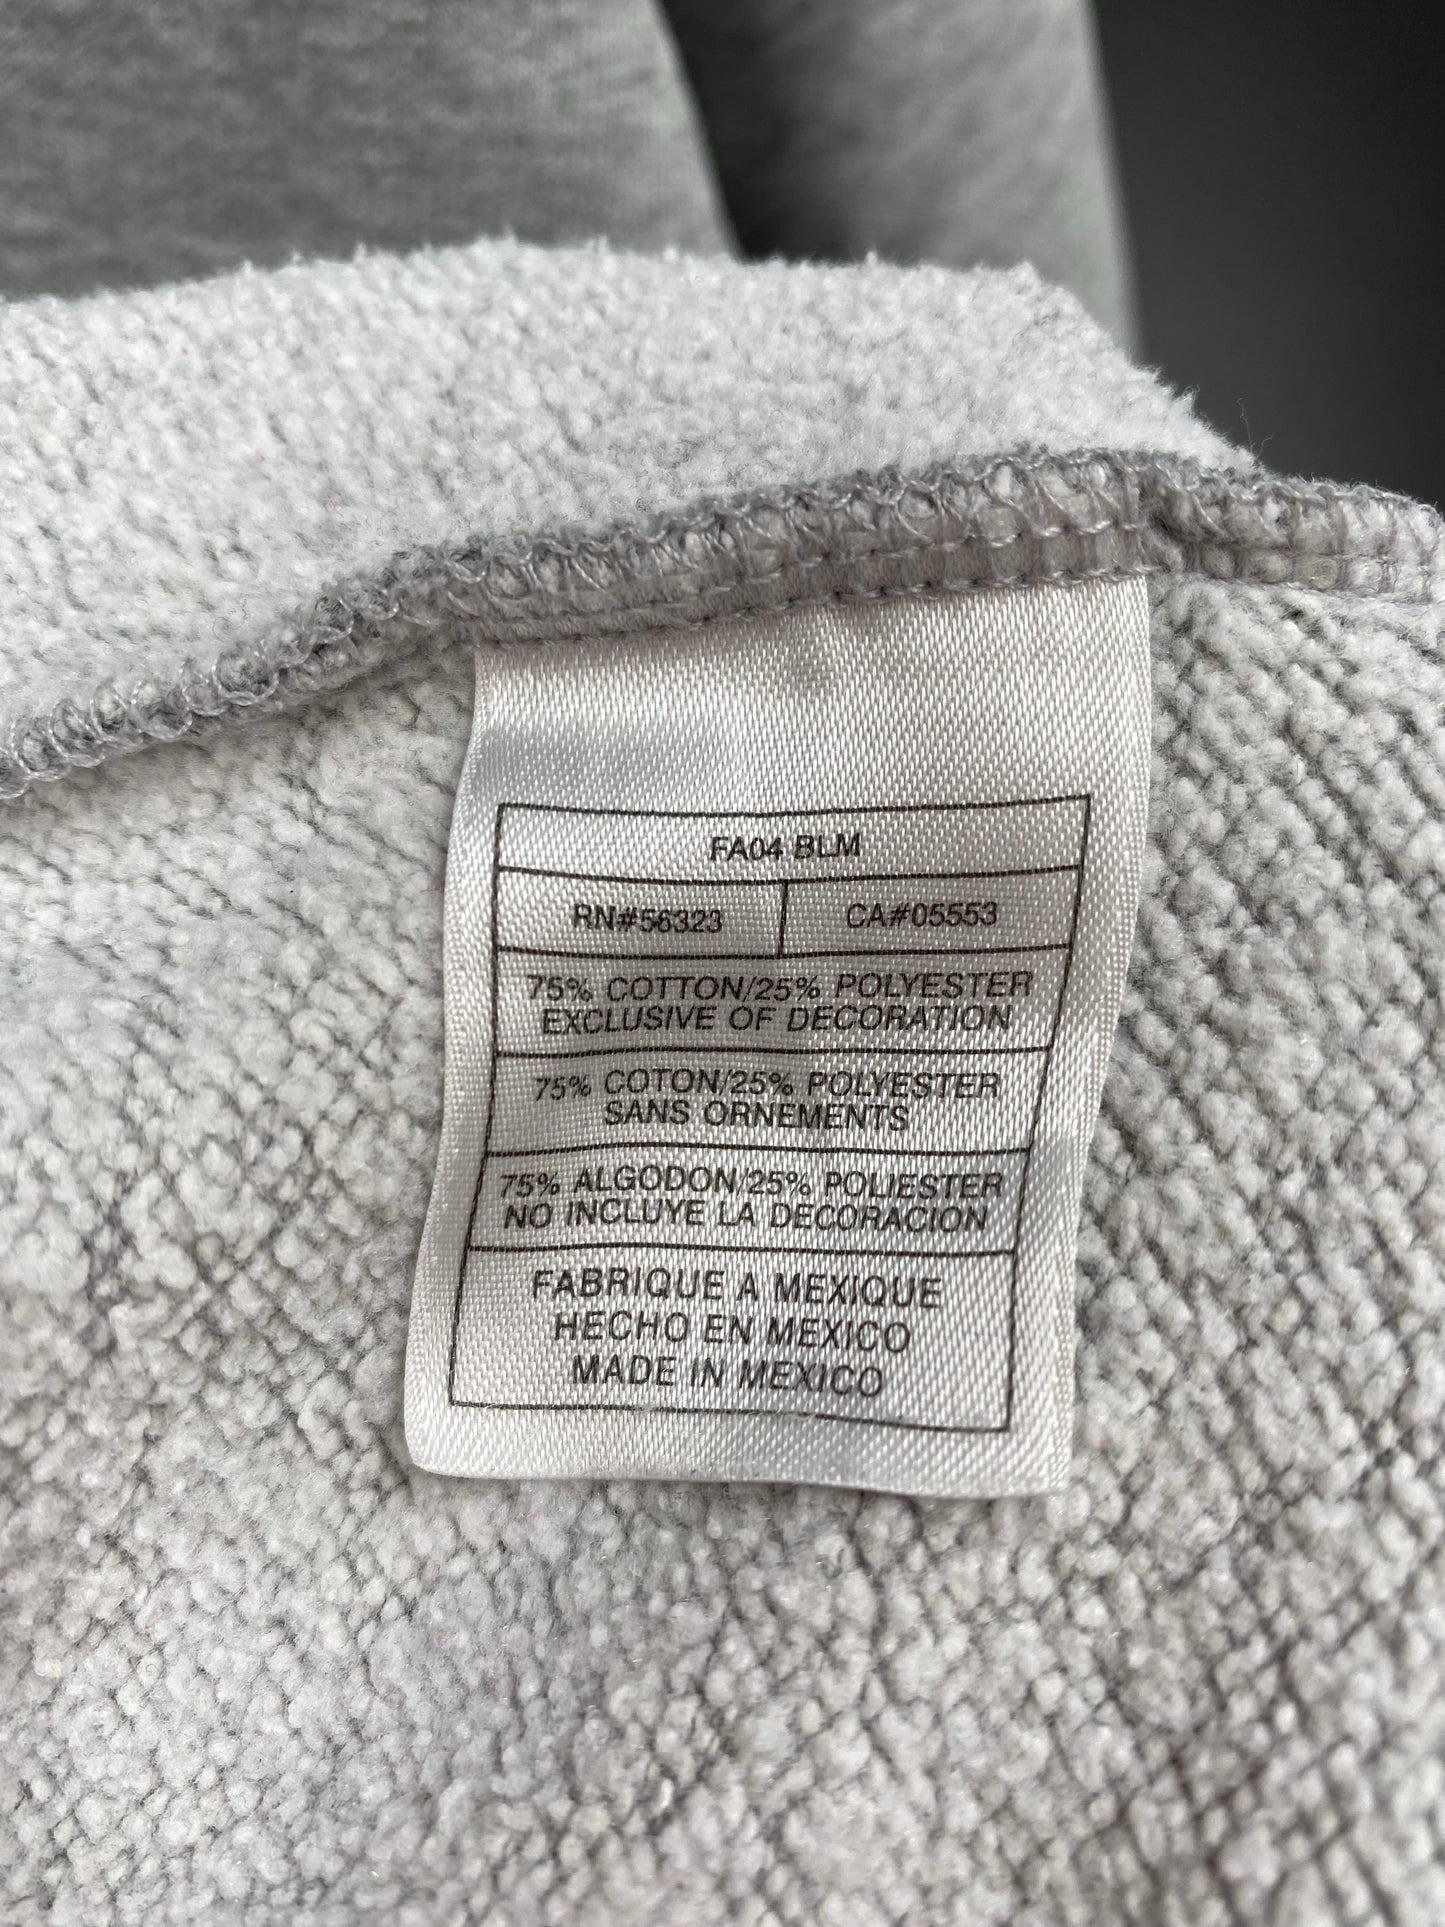 FA04 BLM
RN#56323
CA#05553
75% COTTON/25% POLYESTER
EXCLUSIVE OF DECORATION
75% COTON/25% POLYESTER
SANS ORNEMENTS
75% ALGODON/25% POLIESTER
NO INCLUYE LA DECORACION
FABRIQUE A MEXIQUE
HECHO EN MEXICO
MADE IN MEXICO